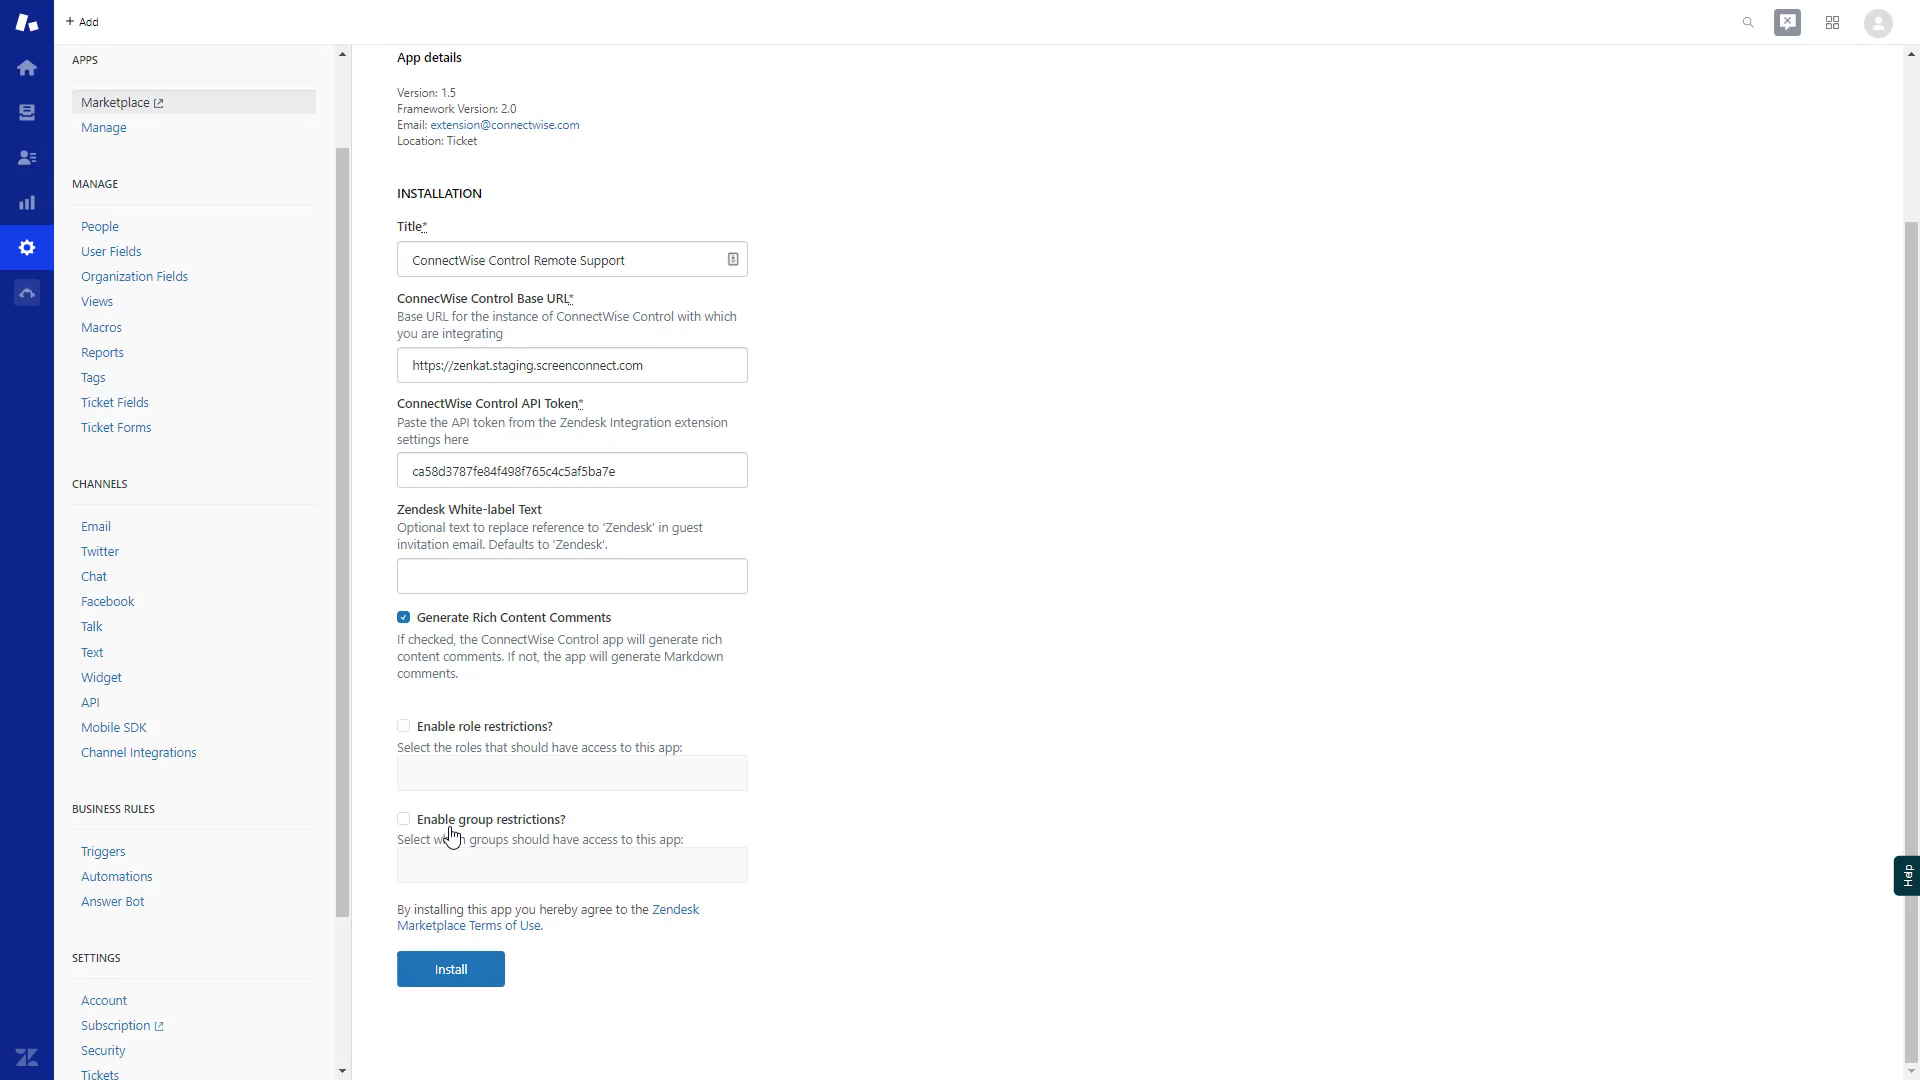 + Add
APPS
Marketplace
Manage
MANAGE
People
User Fields
Organization Fields
Views
Macros
Reports
Tags
Ticket Fields
Ticket Forms
CHANNELS
Email
Twitter
Chat
Facebook
Talk
Text
Widget
API
Mobile SDK
Channel Integrations
BUSINESS RULES
Triggers
Automations
Answer Bot
SETTINGS
Account
Subscription
Security
Tickets
App details
Version: 1.5
Framework Version: 2.0
Email: extension@connectwise.com
Location: Ticket
INSTALLATION
Title*
ConnectWise Control Remote Support
ConnecWise Control Base URL*
Base URL for the instance of ConnectWise Control with which
you are integrating
https://zenkat.staging.screenconnect.com
ConnectWise Control API Token*
Paste the API token from the Zendesk Integration extension
settings here
ca58d3787fe84f498f765c4c5af5ba7e
Zendesk White-label Text
Optional text to replace reference to 'Zendesk' in guest
invitation email. Defaults to 'Zendesk'.
Generate Rich Content Comments
If checked, the ConnectWise Control app will generate rich
content comments. If not, the app will generate Markdown
comments.
Enable role restrictions?
Select the roles that should have access to this app:
Enable group restrictions?
Select groups should have access to this app:
By installing this app you hereby agree to the Zendesk
Marketplace Terms of Use.
Install
Help